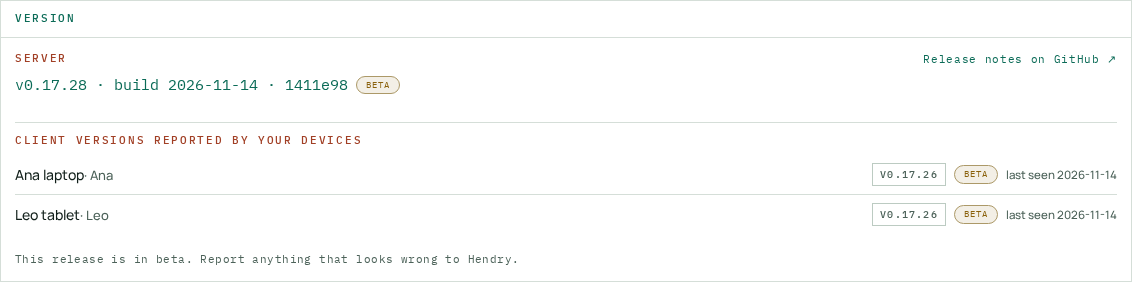 VERSION
SERVER
Release notes on GitHub ↗
v0.17.28 · build 2026-11-14 · 1411e98 BETA
CLIENT VERSIONS REPORTED BY YOUR DEVICES
Ana laptop · Ana V0.17.26 BETA last seen 2026-11-14
Leo tablet · Leo V0.17.26 BETA last seen 2026-11-14
This release is in beta. Report anything that looks wrong to Hendry.